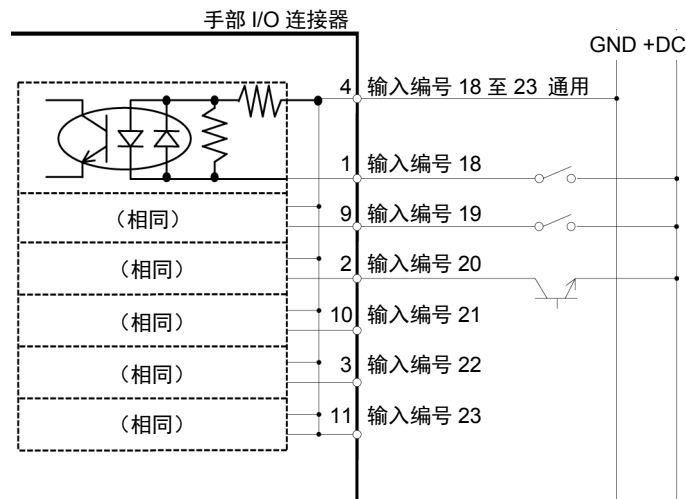 手部 I/O 连接器
GND +DC
4 输入编号 18 至 23 通用
1 输入编号 18
（相同） 9 输入编号 19
（相同） 2 输入编号 20
（相同） 10 输入编号 21
（相同） 3 输入编号 22
（相同） 11 输入编号 23